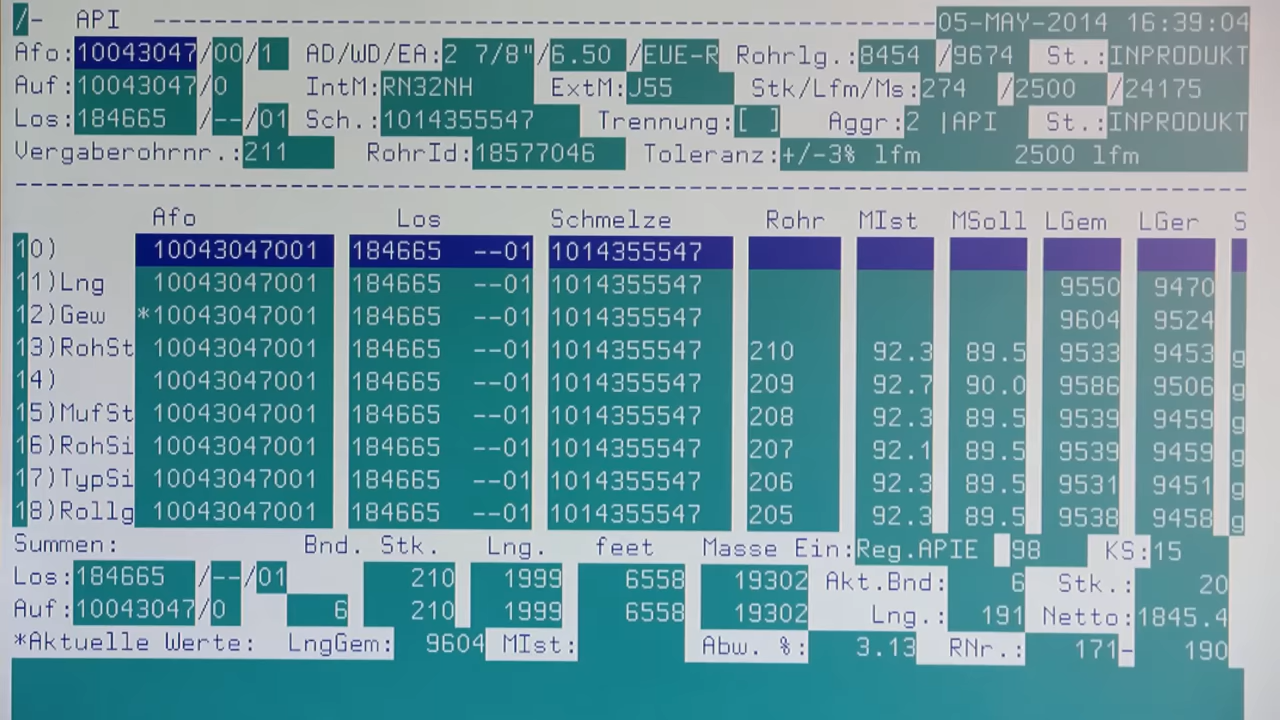 /- API ---------------------------------------------------- 05-MAY-2014 16:39:04
Afo:10043047/00/1 AD/WD/EA:2 7/8"/6.50 /EUE-R Rohrlg.:8454 /9674 St.:INPRODUKT
Auf:10043047/0 IntM:RN32NH ExtM:J55 Stk/Lfm/Ms:274 /2500 /24175
Los:184665 /--/01 Sch.:1014355547 Trennung:[ ] Aggr:2 |API St.:INPRODUKT
Vergaberohrnr.:211 RohrId:18577046 Toleranz:+/-3% lfm 2500 lfm
--------------------------------------------------------------------------------
Afo Los Schmelze Rohr MIst MSoll LGem LGer S
10) 10043047001 184665 --01 1014355547
11)Lng 10043047001 184665 --01 1014355547 9550 9470
12)Gew *10043047001 184665 --01 1014355547 9604 9524
13)RohSt 10043047001 184665 --01 1014355547 210 92.3 89.5 9533 9453 g
14) 10043047001 184665 --01 1014355547 209 92.7 90.0 9586 9506 g
15)MufSt 10043047001 184665 --01 1014355547 208 92.3 89.5 9539 9459 g
16)RohSi 10043047001 184665 --01 1014355547 207 92.1 89.5 9539 9459 g
17)TypSi 10043047001 184665 --01 1014355547 206 92.3 89.5 9531 9451 g
18)Rollg 10043047001 184665 --01 1014355547 205 92.3 89.5 9538 9458 g
Summen: Bnd. Stk. Lng. feet Masse Ein:Reg.APIE 98 KS:15
Los:184665 /--/01 210 1999 6558 19302 Akt.Bnd: 6 Stk.: 20
Auf:10043047/0 6 210 1999 6558 19302 Lng.: 191 Netto:1845.4
*Aktuelle Werte: LngGem: 9604 MIst: Abw. %: 3.13 RNr.: 171- 190